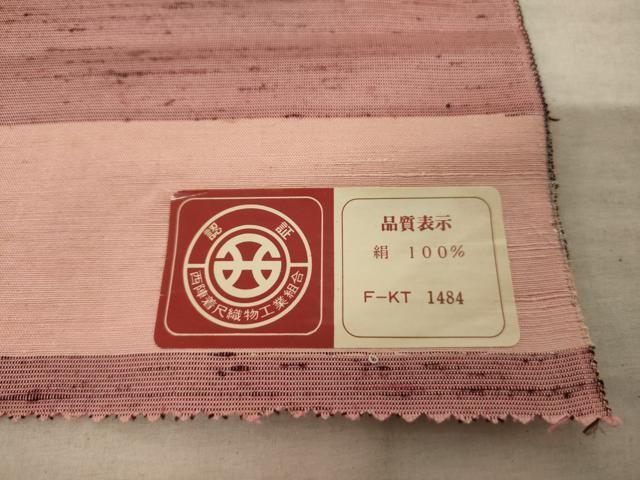 認証
西陣着尺織物工業組合
品質表示
絹 100%
F-KT 1484